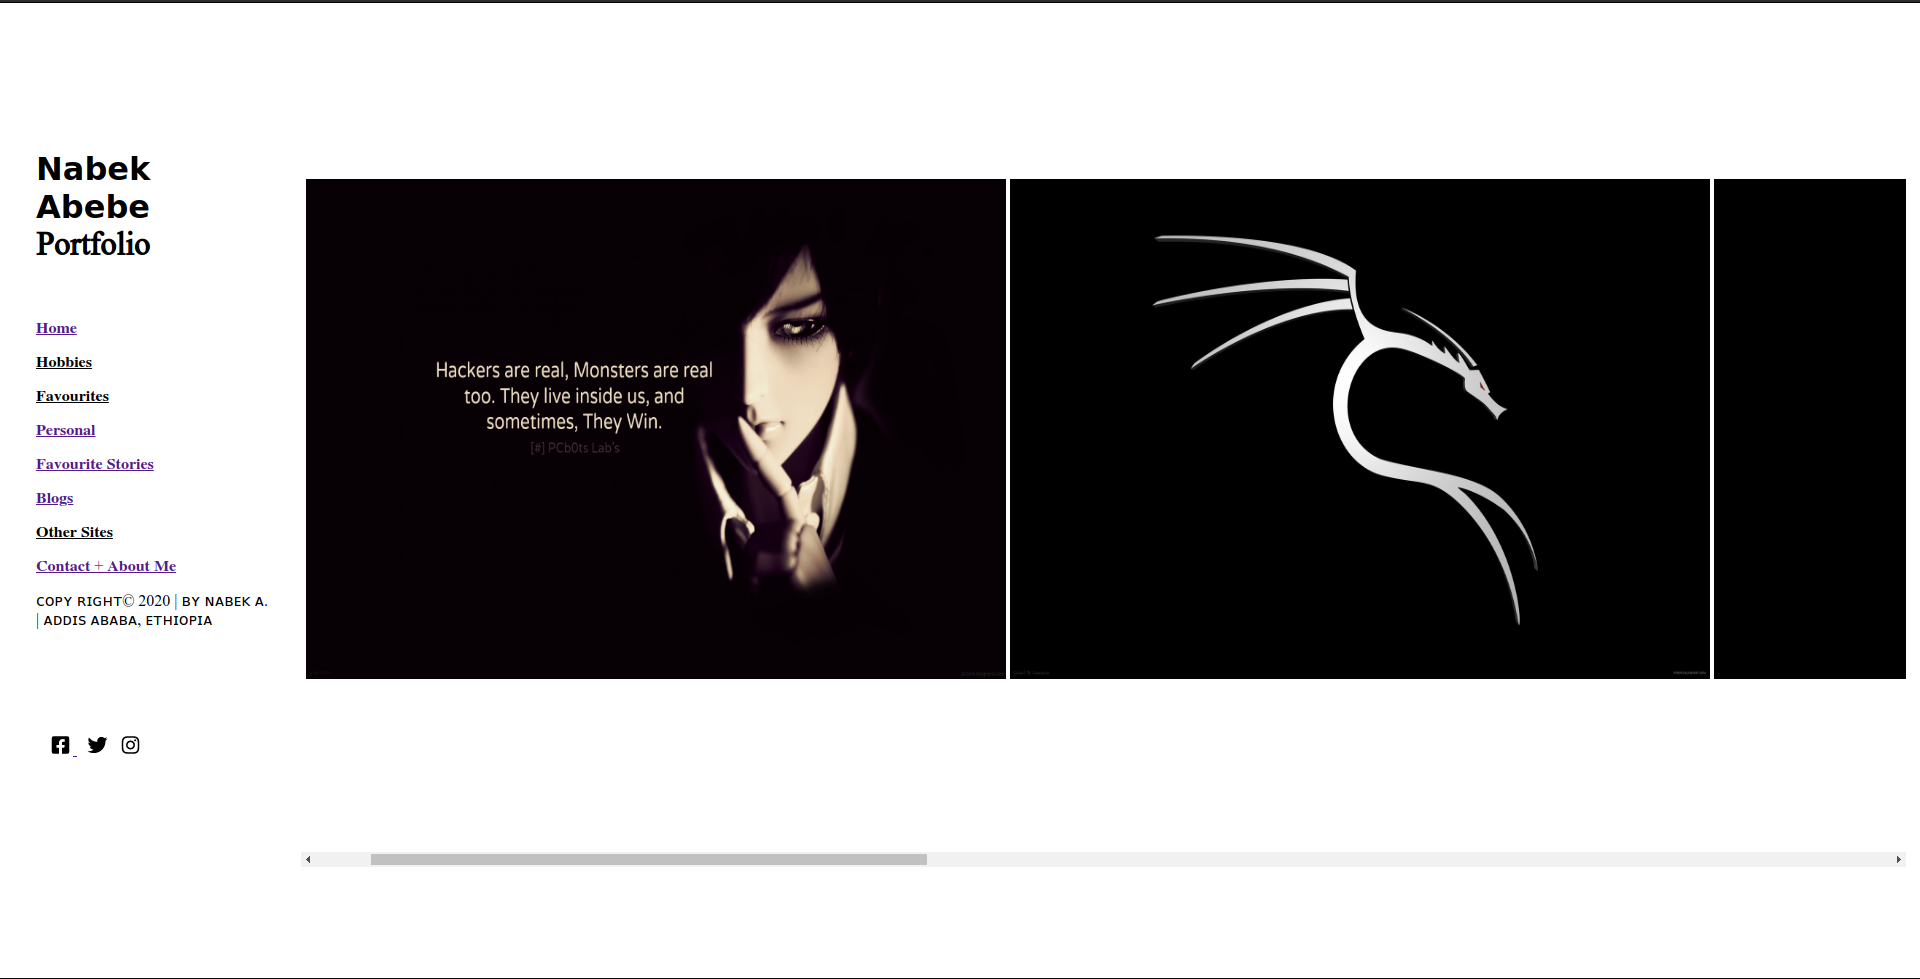 Nabek
Abebe
Portfolio
Home
Hobbies
Favourites
Personal
Favourite Stories
Blogs
Other Sites
Contact + About Me
COPY RIGHT© 2020 | BY NABEK A.
| ADDIS ABABA, ETHIOPIA
Hackers are real, Monsters are real
too. They live inside us, and
sometimes, They Win.
[#] PCb0ts Lab's